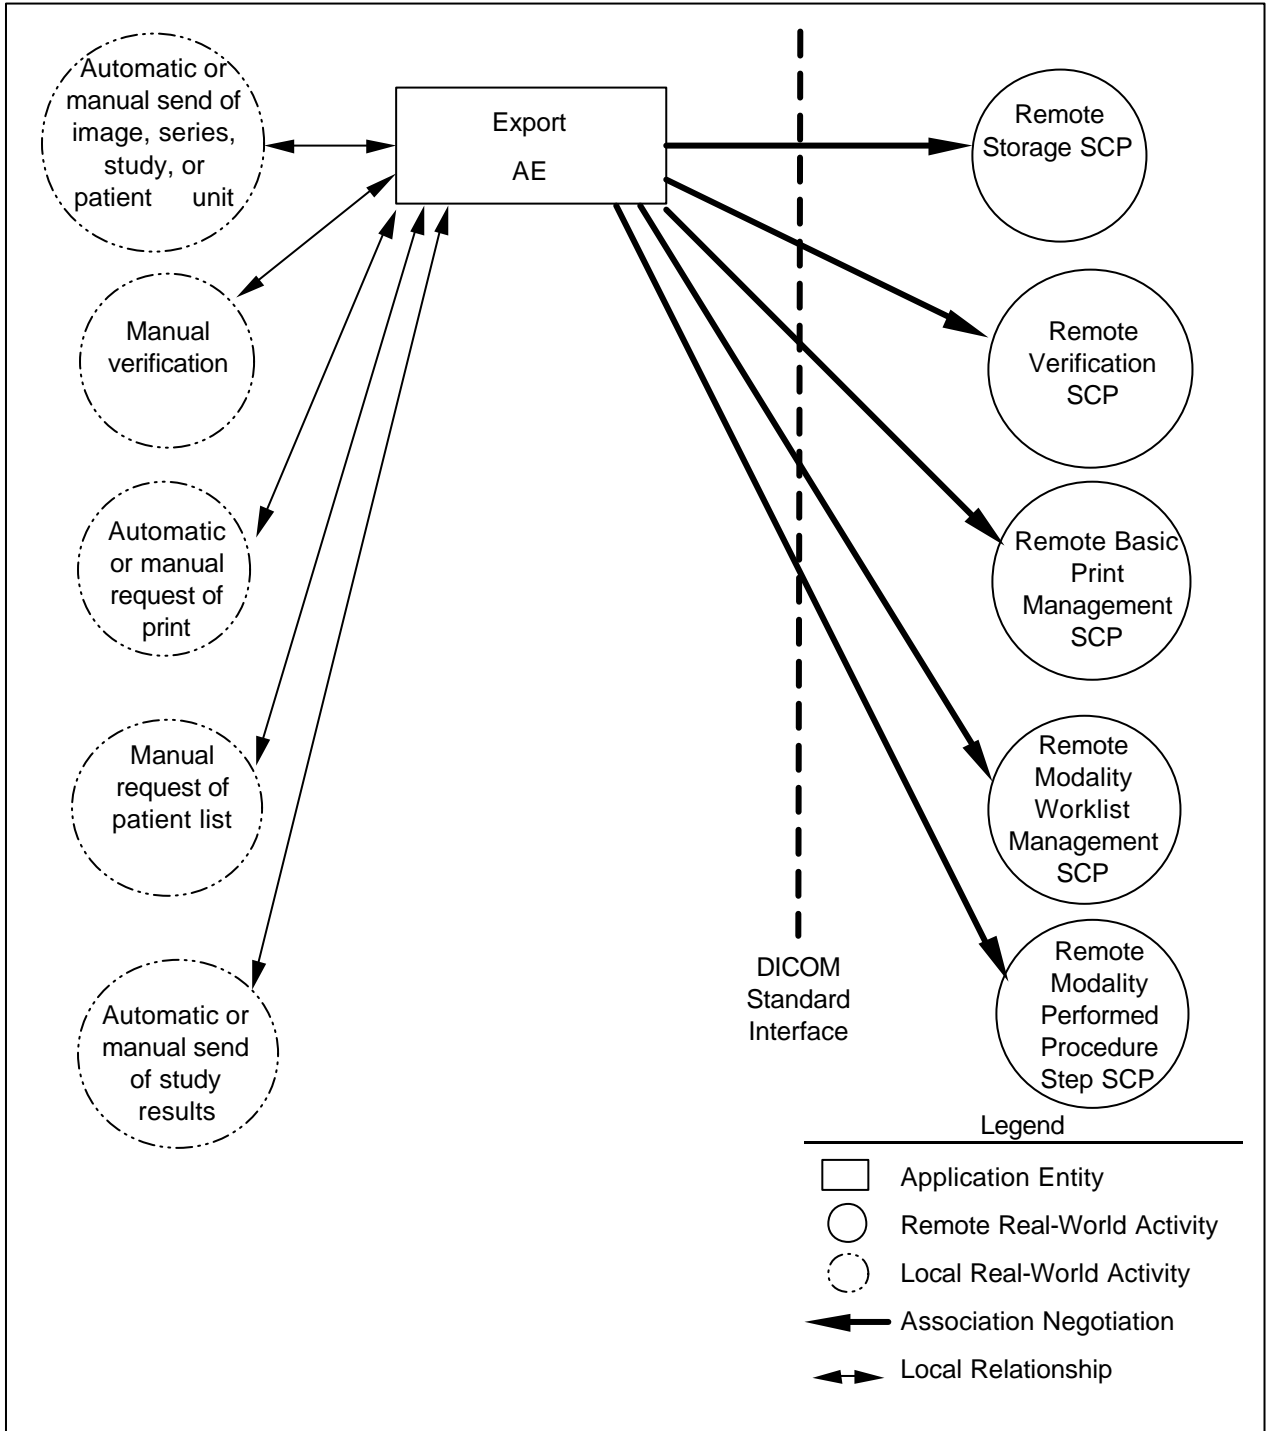 Automatic or
manual send of
image, series,
study, or
patient unit
Export
AE
Remote
Storage SCP
Manual
verification
Remote
Verification
SCP
Automatic
or manual
request of
print
Remote Basic
Print
Management
SCP
Manual
request of
patient list
Remote
Modality
Worklist
Management
SCP
Automatic or
manual send
of study
results
DICOM
Standard
Interface
Remote
Modality
Performed
Procedure
Step SCP
Legend
Application Entity
Remote Real-World Activity
Local Real-World Activity
Association Negotiation
Local Relationship